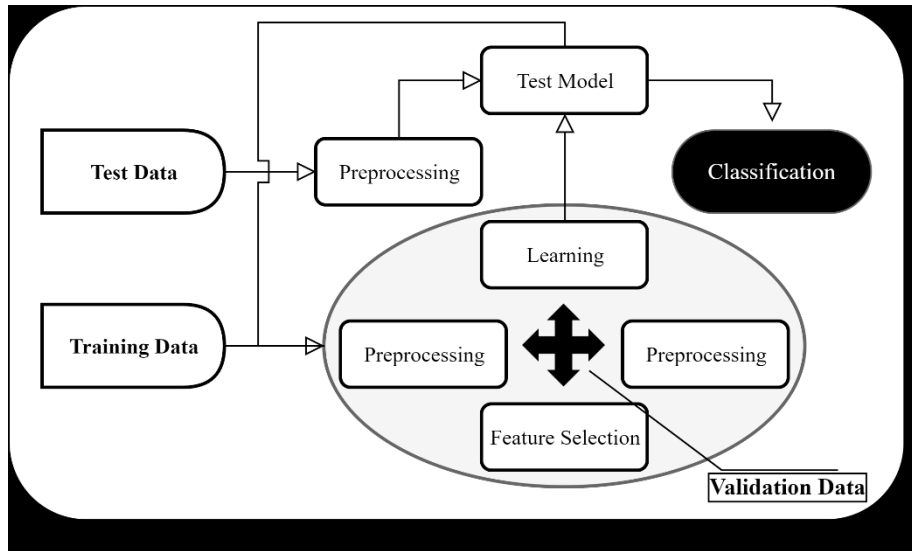 Test Model
Test Data
Preprocessing
Classification
Learning
Training Data
Preprocessing
Preprocessing
Feature Selection
Validation Data